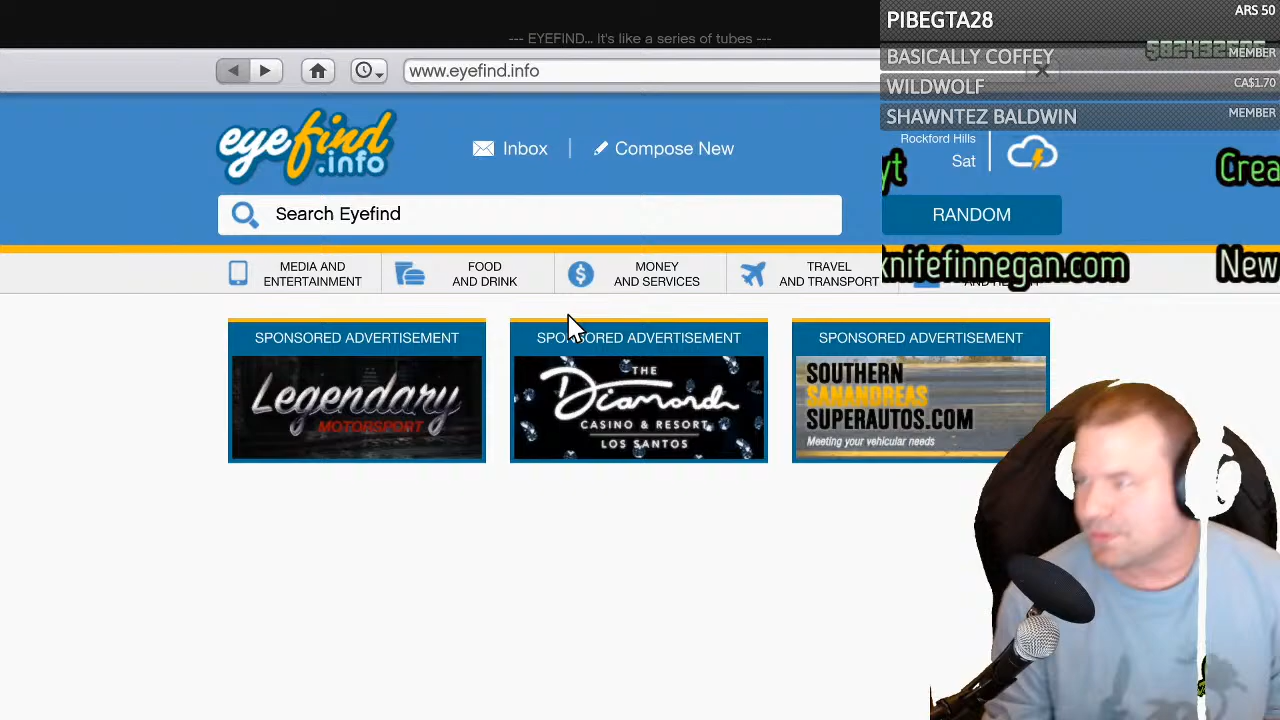 --- EYEFIND... It's like a series of tubes ---
PIBEGTA28
ARS 50
BASICALLY COFFEY
MEMBER
WILDWOLF
CA$1.70
SHAWNTEZ BALDWIN
MEMBER
www.eyefind.info
eyefind
.info
Inbox
Compose New
Rockford Hills
Sat
yt
Crea
Search Eyefind
RANDOM
knifefinnegan.com
New
MEDIA AND
ENTERTAINMENT
FOOD
AND DRINK
MONEY
AND SERVICES
TRAVEL
AND TRANSPORT
SPONSORED ADVERTISEMENT
Legendary
MOTORSPORT
SPONSORED ADVERTISEMENT
THE
Diamond
CASINO & RESORT
LOS SANTOS
SPONSORED ADVERTISEMENT
SOUTHERN
SANANDREAS
SUPERAUTOS.COM
Meeting your vehicular needs